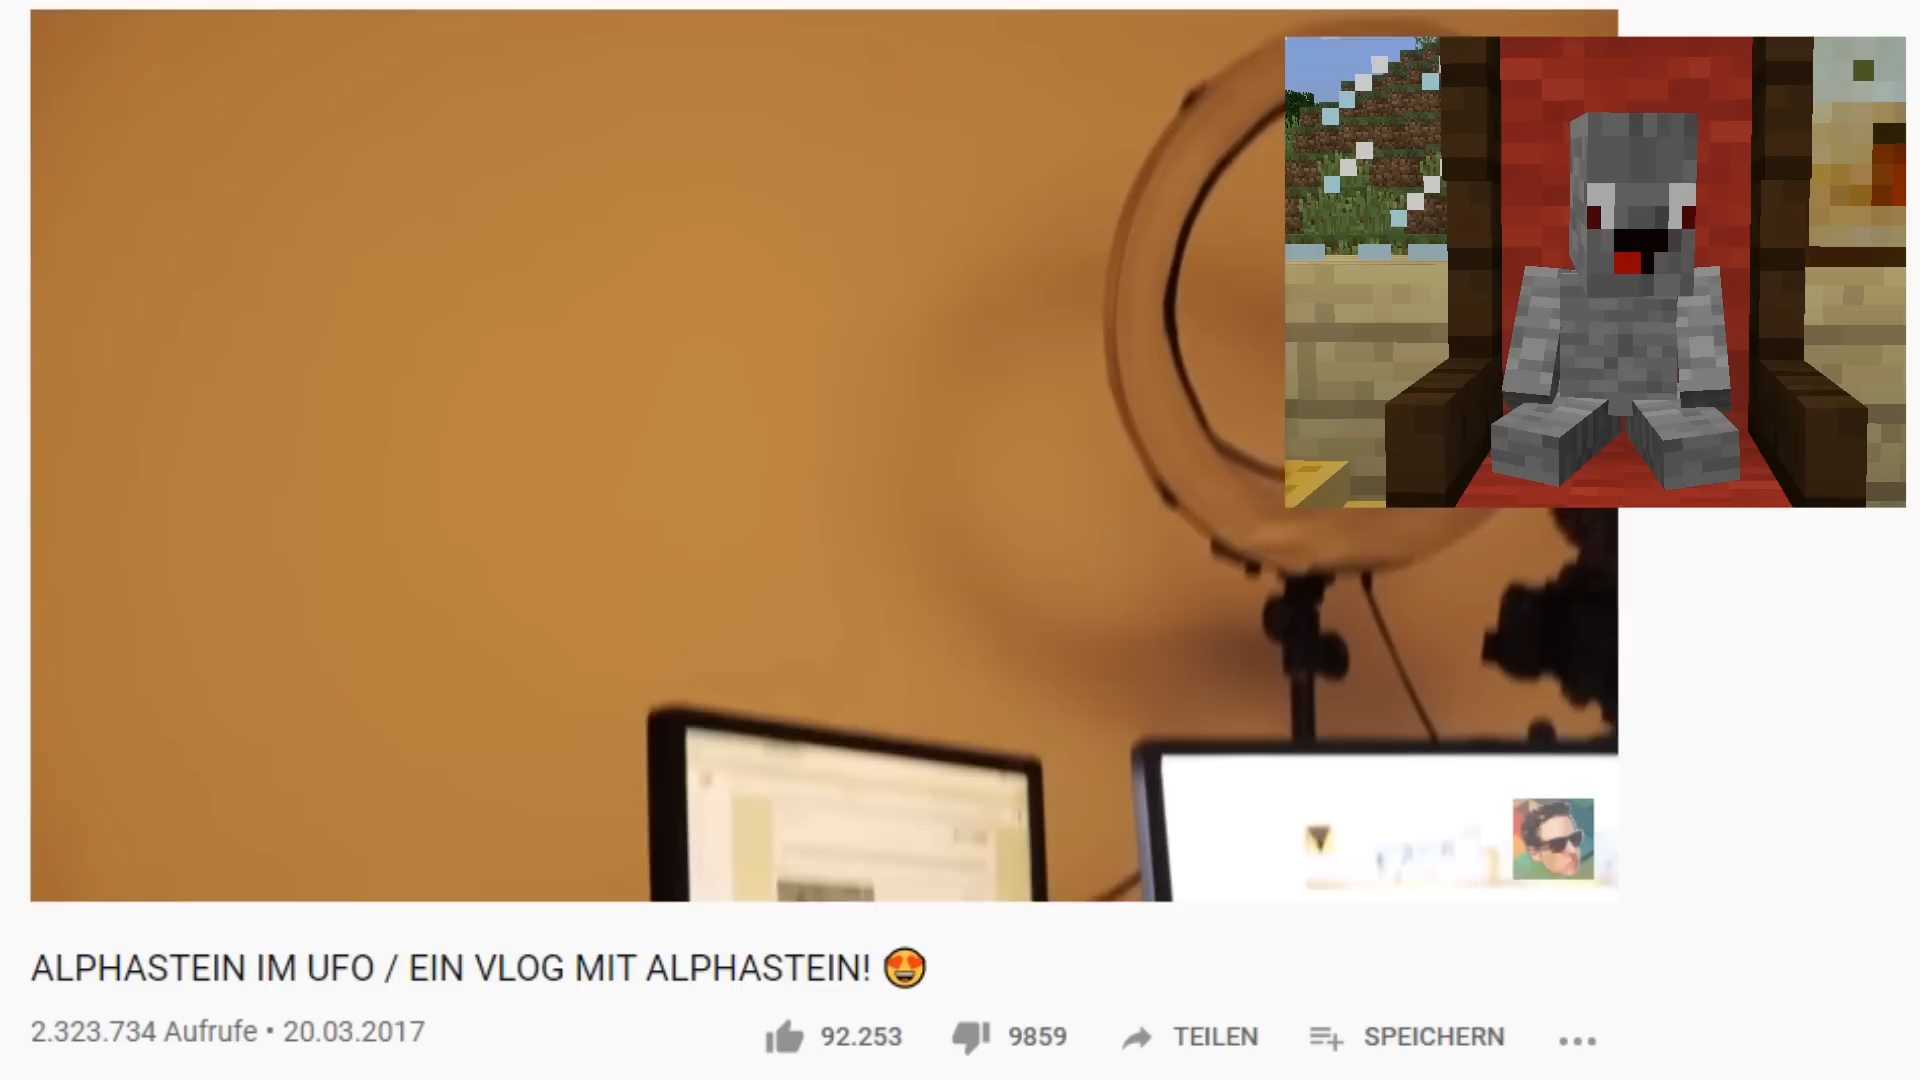 ALPHASTEIN IM UFO / EIN VLOG MIT ALPHASTEIN! 😍
2.323.734 Aufrufe • 20.03.2017
92.253
9859
TEILEN
SPEICHERN